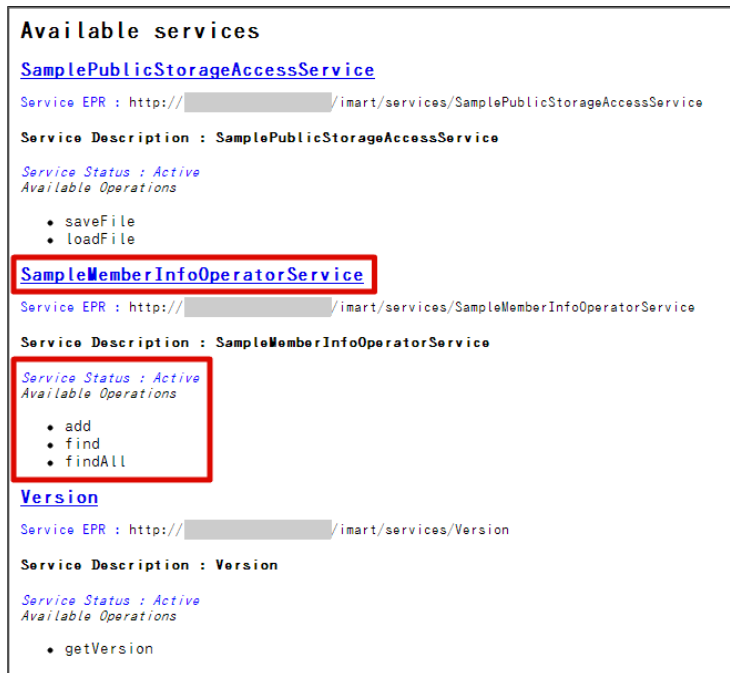 Available services
SamplePublicStorageAccessService
Service EPR : http:// /imart/services/SamplePublicStorageAccessService
Service Description : SamplePublicStorageAccessService
Service Status : Active
Available Operations
• saveFile
• loadFile
SampleMemberInfoOperatorService
Service EPR : http:// /imart/services/SampleMemberInfoOperatorService
Service Description : SampleMemberInfoOperatorService
Service Status : Active
Available Operations
• add
• find
• findAll
Version
Service EPR : http:// /imart/services/Version
Service Description : Version
Service Status : Active
Available Operations
• getVersion